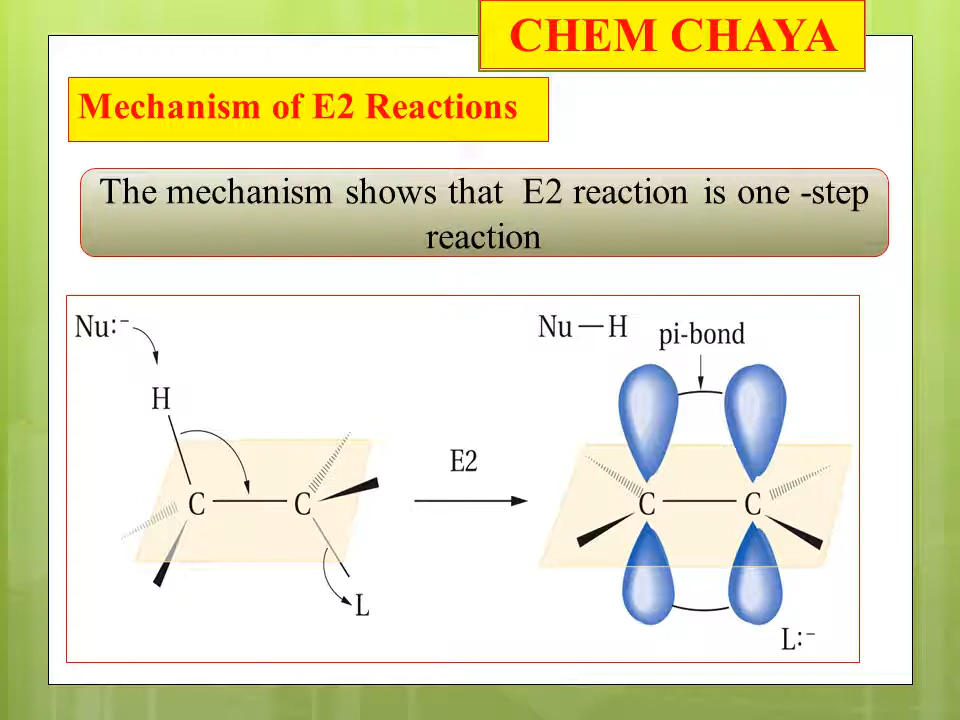 CHEM CHAYA
Mechanism of E2 Reactions
The mechanism shows that E2 reaction is one -step
reaction
Nu:⁻
H
C
C
L
E2
Nu—H
pi-bond
C
C
L:⁻